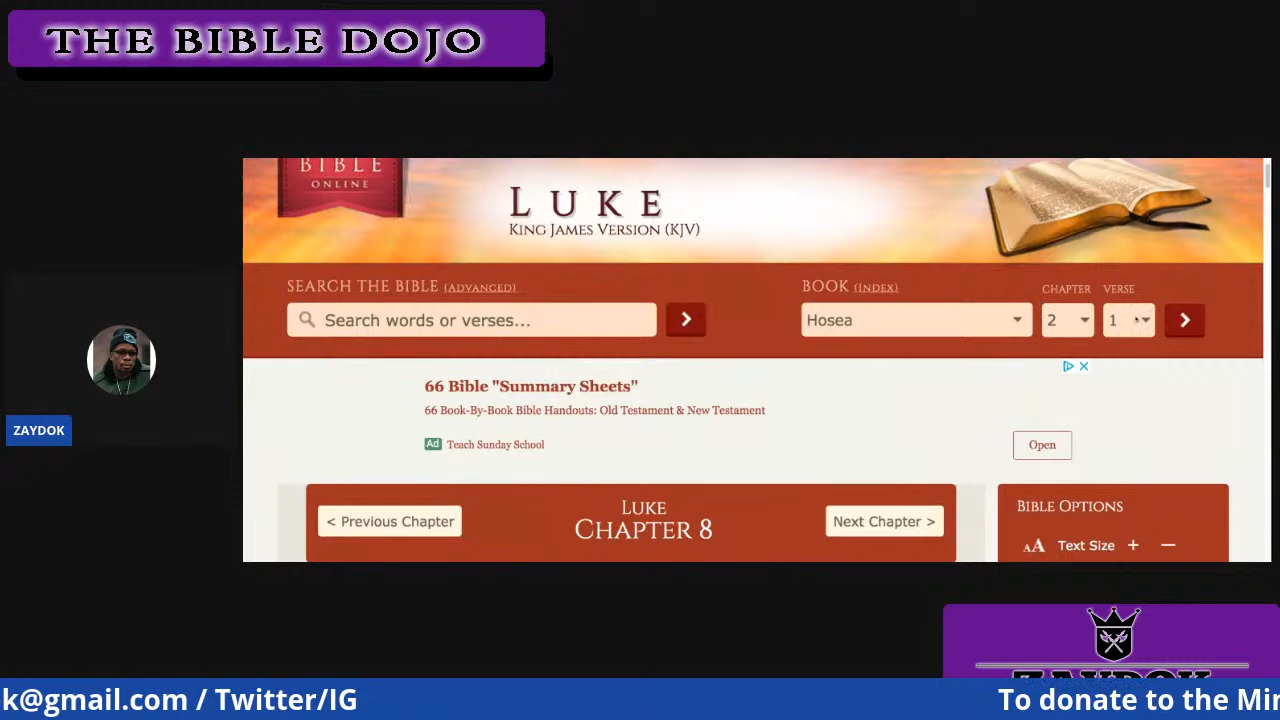 THE BIBLE DOJO
BIBLE
ONLINE
LUKE
KING JAMES VERSION (KJV)
SEARCH THE BIBLE (ADVANCED)
BOOK (INDEX)
CHAPTER
VERSE
Search words or verses...
Hosea
2
1
66 Bible "Summary Sheets"
66 Book-By-Book Bible Handouts: Old Testament & New Testament
Ad Teach Sunday School
Open
< Previous Chapter
LUKE
CHAPTER 8
Next Chapter >
BIBLE OPTIONS
AA Text Size + −
ZAYDOK
ZAYDOK
k@gmail.com / Twitter/IG
To donate to the Mi